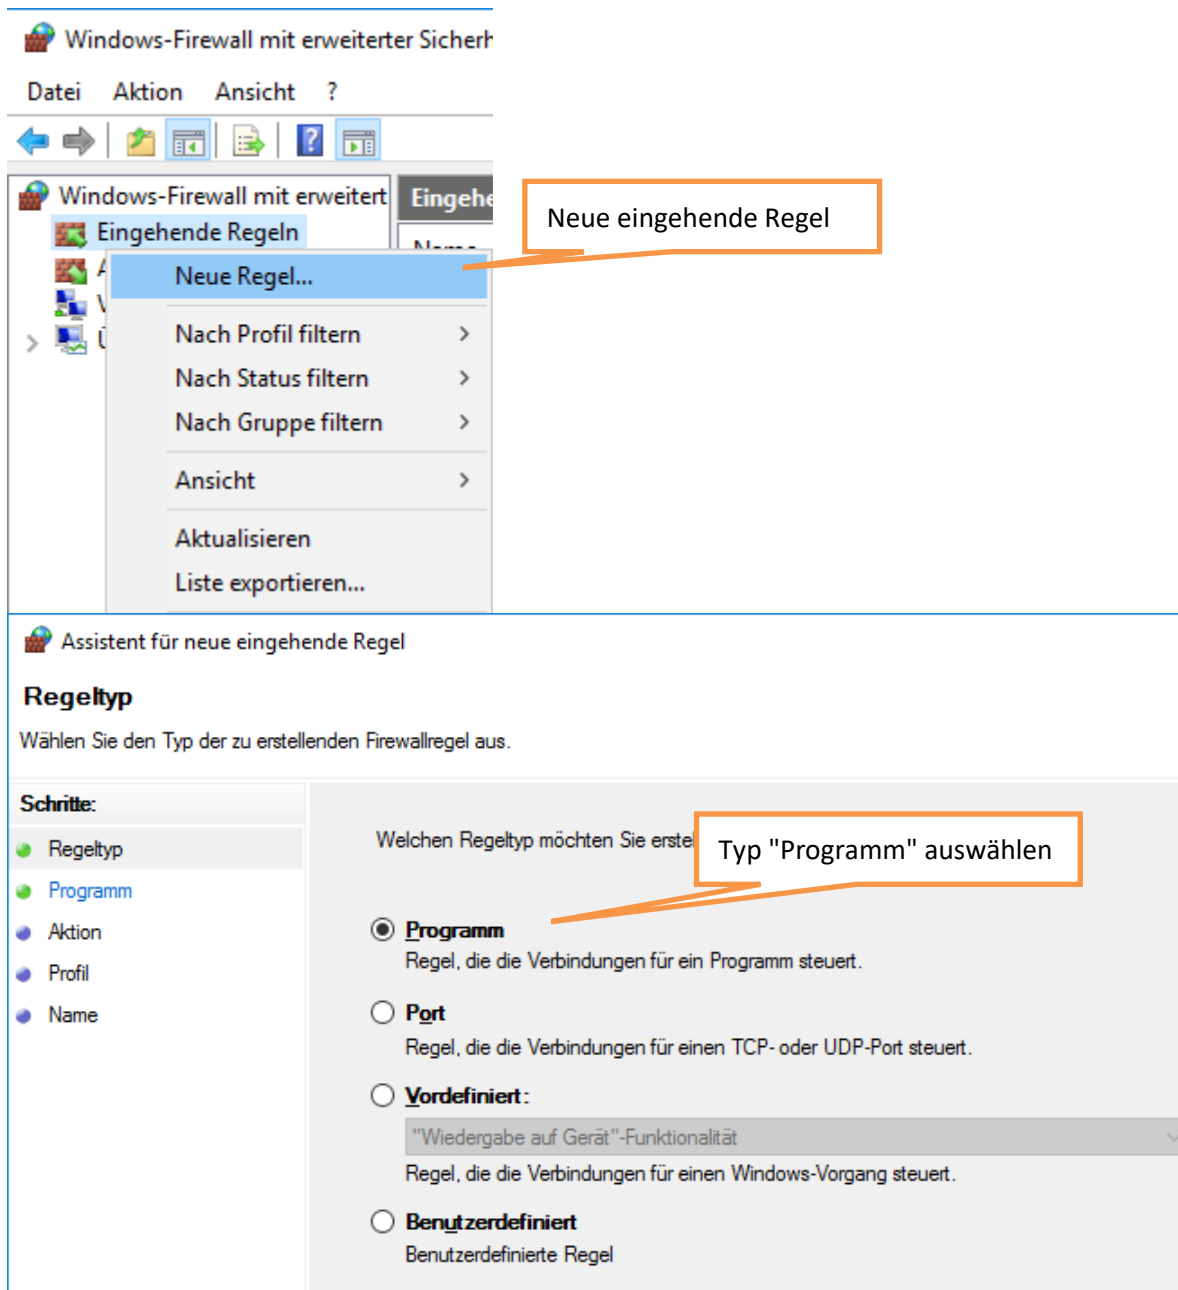 Windows-Firewall mit erweiterter Sicherh
Datei Aktion Ansicht ?
Windows-Firewall mit erweitert
Eingehe
Neue eingehende Regel
Eingehende Regeln
Name
A
Neue Regel...
V
Nach Profil filtern
Ü
Nach Status filtern
Nach Gruppe filtern
Ansicht
Aktualisieren
Liste exportieren...
Assistent für neue eingehende Regel
Regeltyp
Wählen Sie den Typ der zu erstellenden Firewallregel aus.
Schritte:
Regeltyp
Programm
Aktion
Profil
Name
Welchen Regeltyp möchten Sie erstel
Typ "Programm" auswählen
Programm
Regel, die die Verbindungen für ein Programm steuert.
Port
Regel, die die Verbindungen für einen TCP- oder UDP-Port steuert.
Vordefiniert:
"Wiedergabe auf Gerät"-Funktionalität
Regel, die die Verbindungen für einen Windows-Vorgang steuert.
Benutzerdefiniert
Benutzerdefinierte Regel